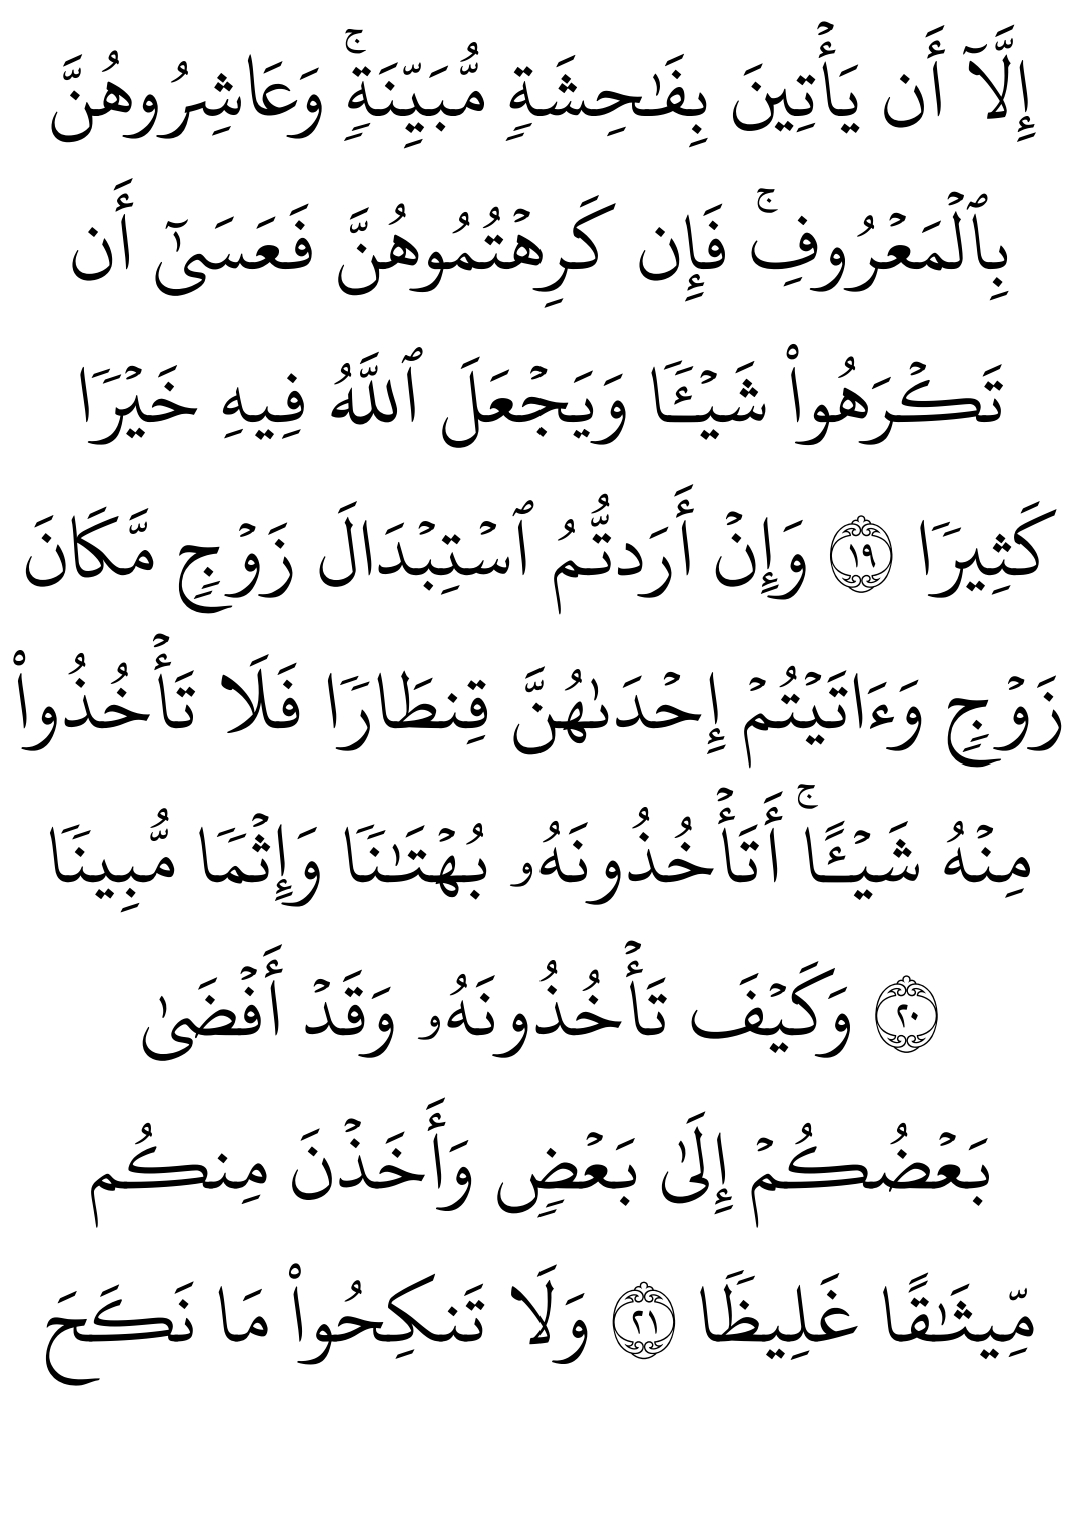 إِلَّآ أَن يَأۡتِينَ بِفَٰحِشَةٖ مُّبَيِّنَةٖۚ وَعَاشِرُوهُنَّ
بِٱلۡمَعۡرُوفِۚ فَإِن كَرِهۡتُمُوهُنَّ فَعَسَىٰٓ أَن
تَكۡرَهُواْ شَيۡـٔٗا وَيَجۡعَلَ ٱللَّهُ فِيهِ خَيۡرٗا
كَثِيرٗا ١٩ وَإِنۡ أَرَدتُّمُ ٱسۡتِبۡدَالَ زَوۡجٖ مَّكَانَ
زَوۡجٖ وَءَاتَيۡتُمۡ إِحۡدَىٰهُنَّ قِنطَارٗا فَلَا تَأۡخُذُواْ
مِنۡهُ شَيۡـًٔاۚ أَتَأۡخُذُونَهُۥ بُهۡتَٰنٗا وَإِثۡمٗا مُّبِينٗا
٢٠ وَكَيۡفَ تَأۡخُذُونَهُۥ وَقَدۡ أَفۡضَىٰ
بَعۡضُكُمۡ إِلَىٰ بَعۡضٖ وَأَخَذۡنَ مِنكُم
مِّيثَٰقًا غَلِيظٗا ٢١ وَلَا تَنكِحُواْ مَا نَكَحَ